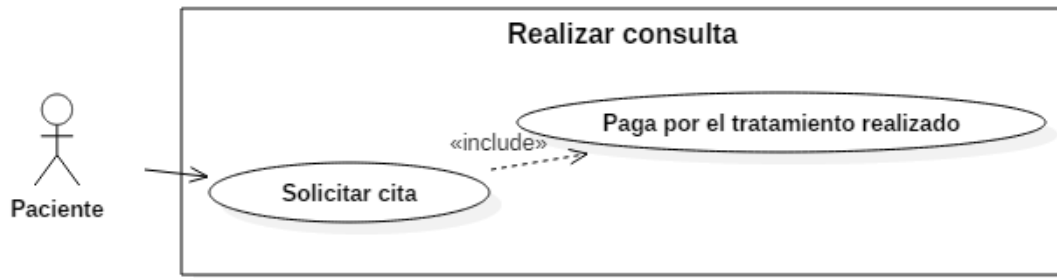 Realizar consulta
Paga por el tratamiento realizado
«include»
Solicitar cita
Paciente